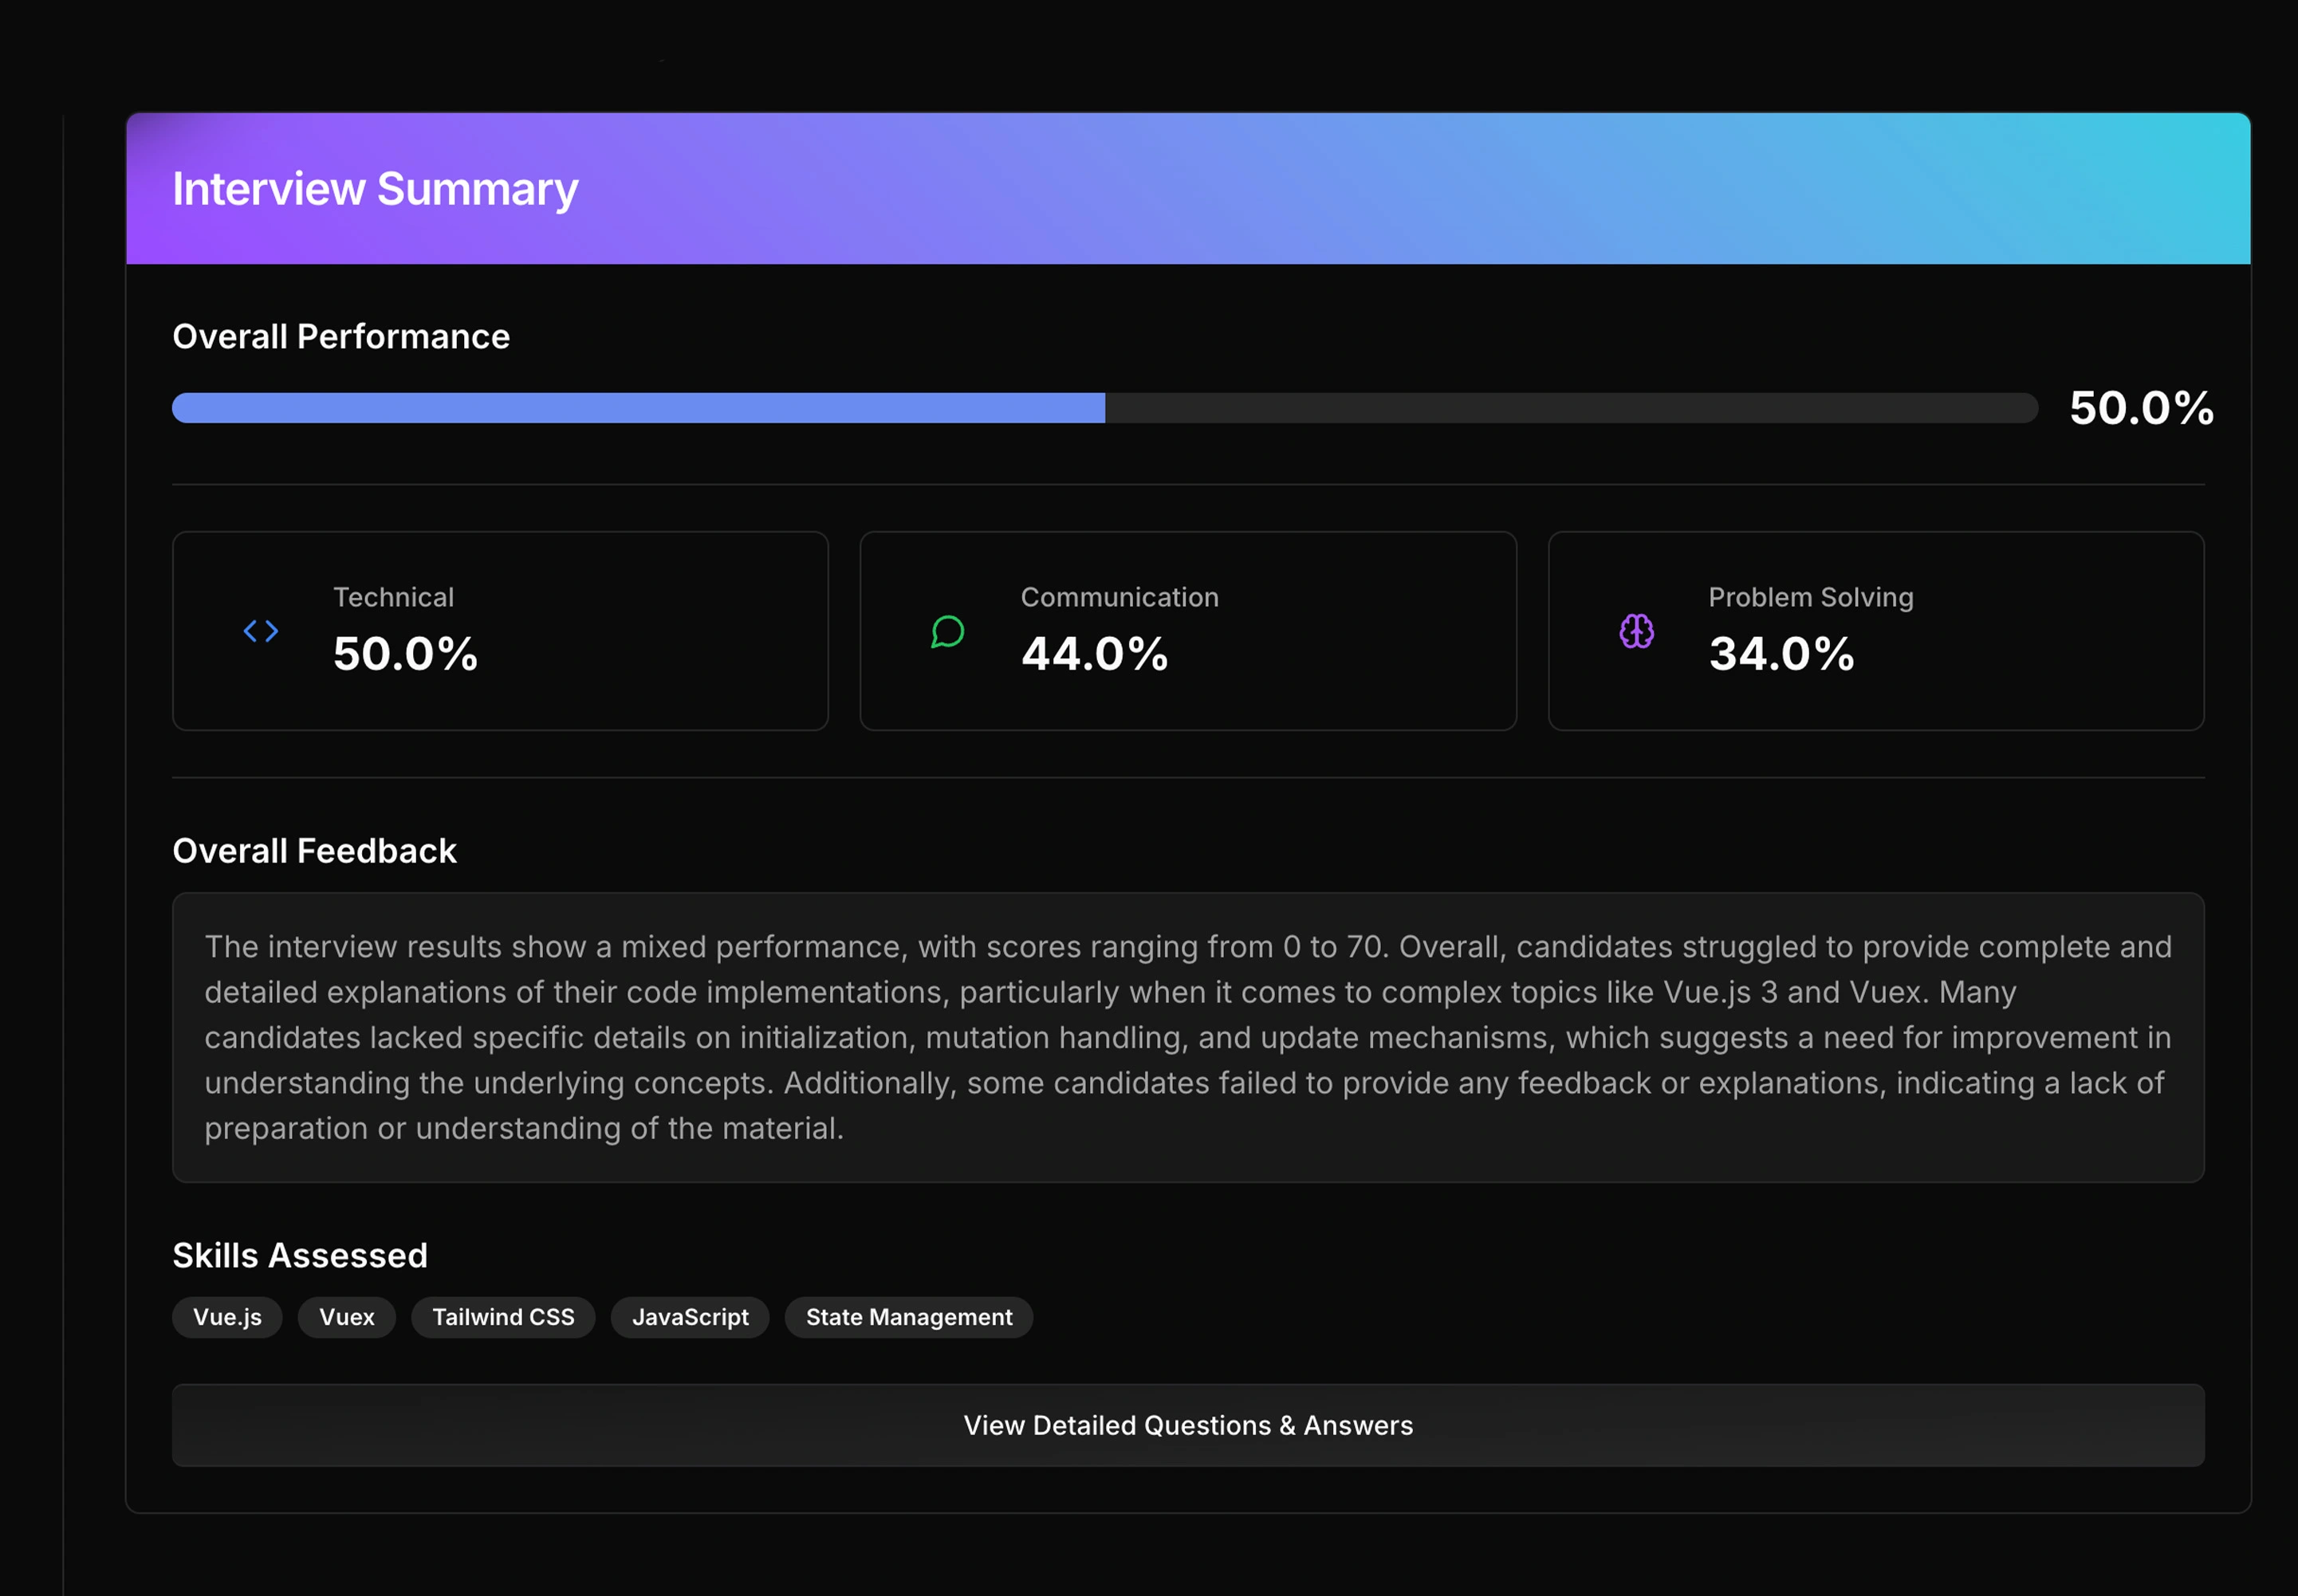 Interview Summary
Overall Performance
50.0%
Technical
50.0%
Communication
44.0%
Problem Solving
34.0%
Overall Feedback
The interview results show a mixed performance, with scores ranging from 0 to 70. Overall, candidates struggled to provide complete and
detailed explanations of their code implementations, particularly when it comes to complex topics like Vue.js 3 and Vuex. Many
candidates lacked specific details on initialization, mutation handling, and update mechanisms, which suggests a need for improvement in
understanding the underlying concepts. Additionally, some candidates failed to provide any feedback or explanations, indicating a lack of
preparation or understanding of the material.
Skills Assessed
Vue.js Vuex Tailwind CSS JavaScript State Management
View Detailed Questions & Answers